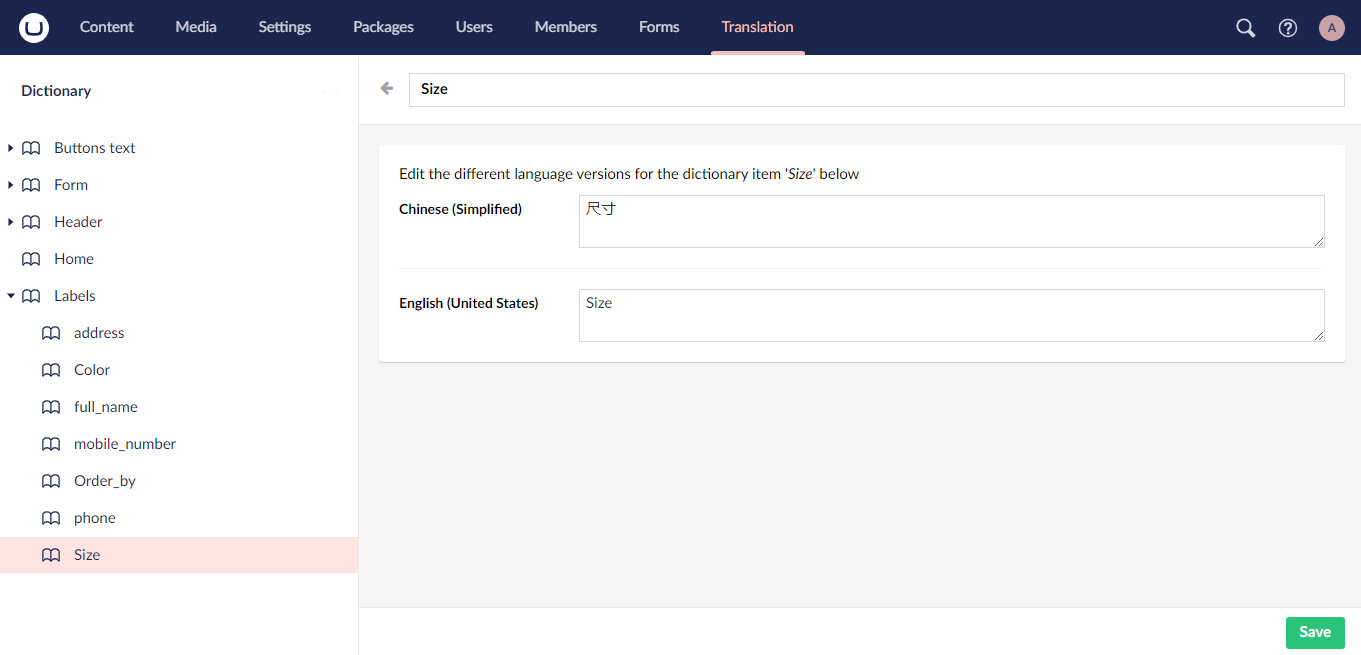 Content Media Settings Packages Users Members Forms Translation A
Dictionary
Buttons text
Form
Header
Home
Labels
address
Color
full_name
mobile_number
Order_by
phone
Size
Size
Edit the different language versions for the dictionary item 'Size' below
Chinese (Simplified) 尺寸
English (United States) Size
Save